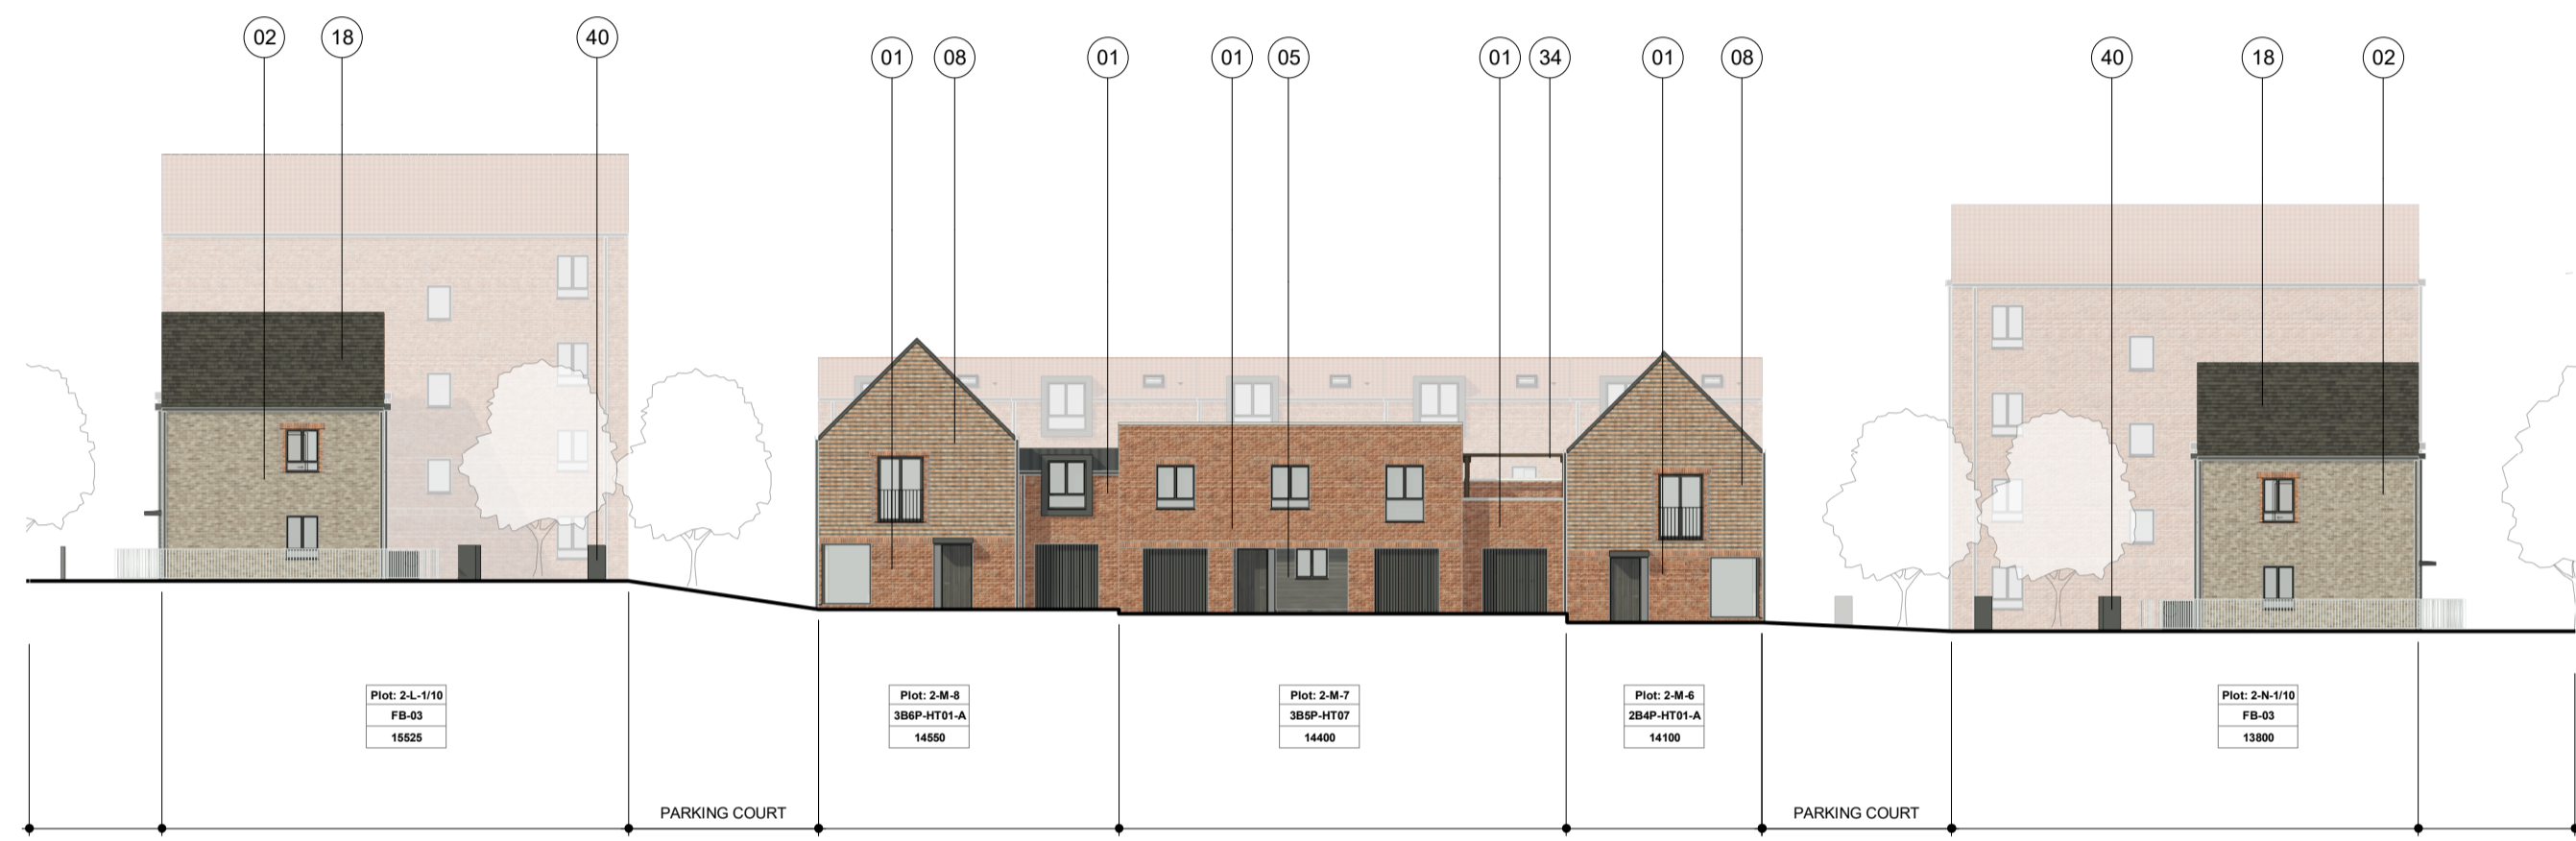 02 18 40
01 08 01 01 05 01 34 01 08 40 18 02
Plot: 2-L-1/10
FB-03
15525
Plot: 2-M-8
3B6P-HT01-A
14550
Plot: 2-M-7
3B5P-HT07
14400
Plot: 2-M-6
2B4P-HT01-A
14100
Plot: 2-N-1/10
FB-03
13800
PARKING COURT
PARKING COURT